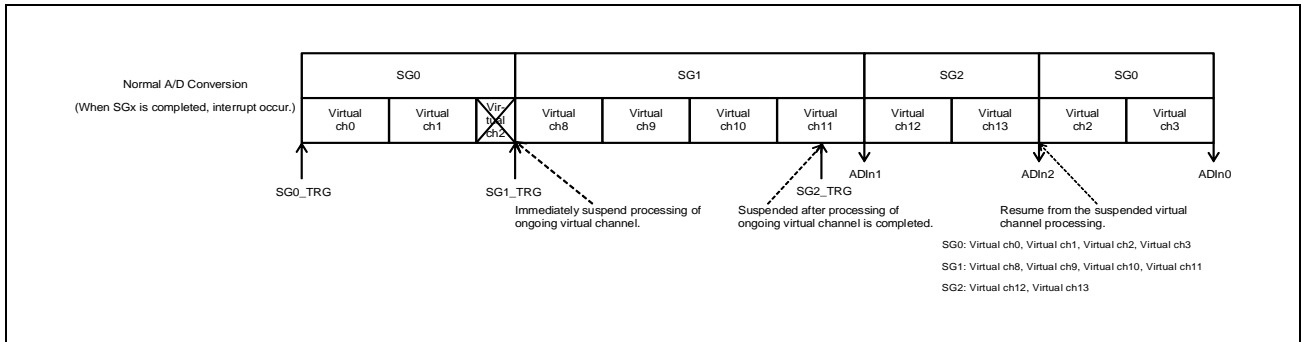 Normal A/D Conversion
(When SGx is completed, interrupt occur.)
SG0
SG1
SG2
SG0
Virtual
ch0
Virtual
ch1
Vir-
tual
ch2
Virtual
ch8
Virtual
ch9
Virtual
ch10
Virtual
ch11
Virtual
ch12
Virtual
ch13
Virtual
ch2
Virtual
ch3
SG0_TRG
SG1_TRG
SG2_TRG
ADIn1
ADIn2
ADIn0
Immediately suspend processing of
ongoing virtual channel.
Suspended after processing of
ongoing virtual channel is completed.
Resume from the suspended virtual
channel processing.
SG0: Virtual ch0, Virtual ch1, Virtual ch2, Virtual ch3
SG1: Virtual ch8, Virtual ch9, Virtual ch10, Virtual ch11
SG2: Virtual ch12, Virtual ch13